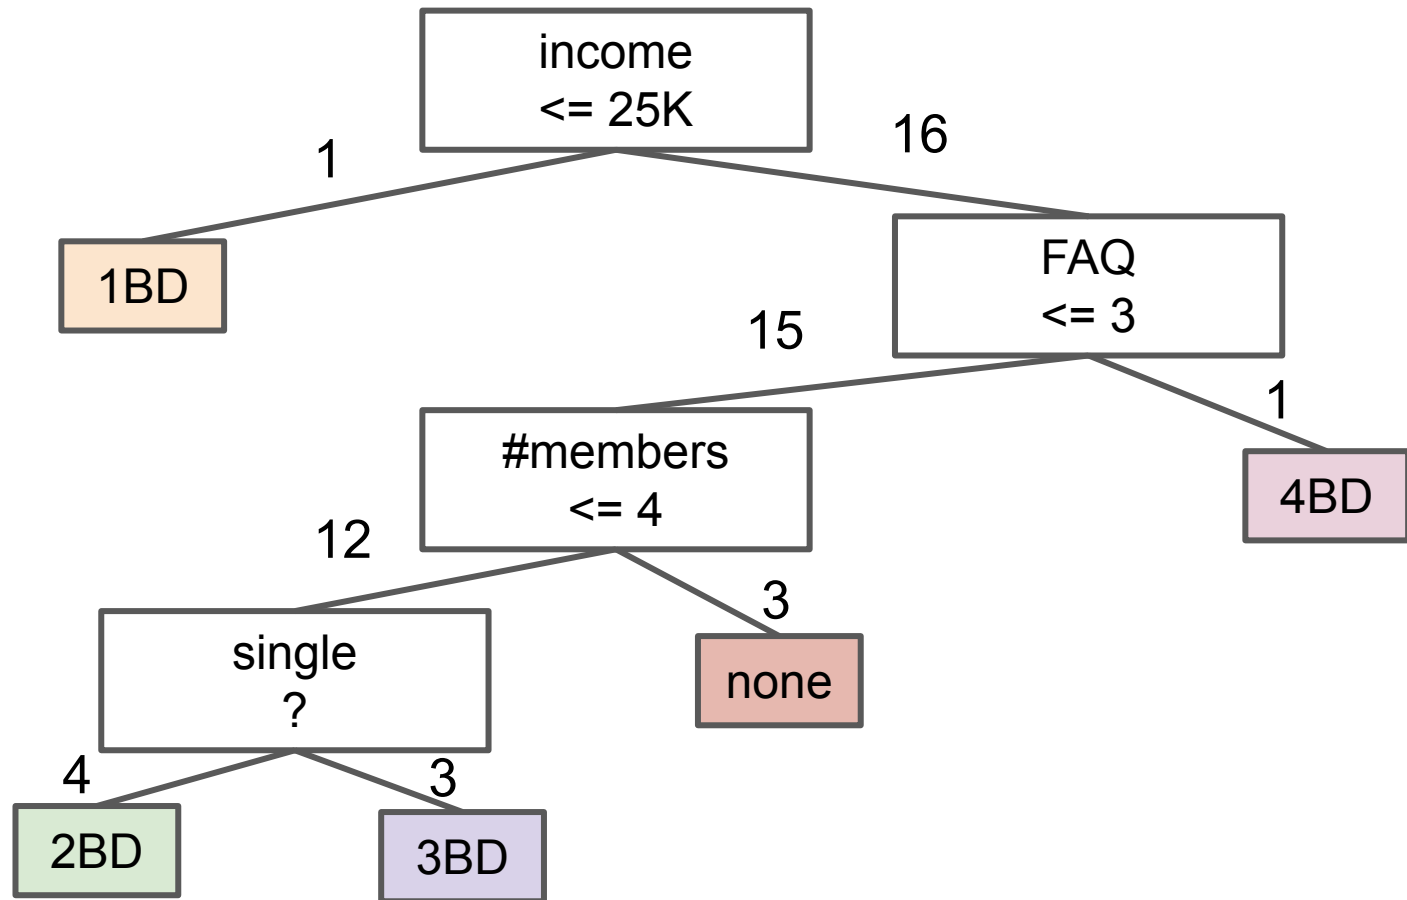 income
<= 25K
1
16
1BD
FAQ
<= 3
15
1
#members
<= 4
4BD
12
3
single
?
none
4
3
2BD
3BD